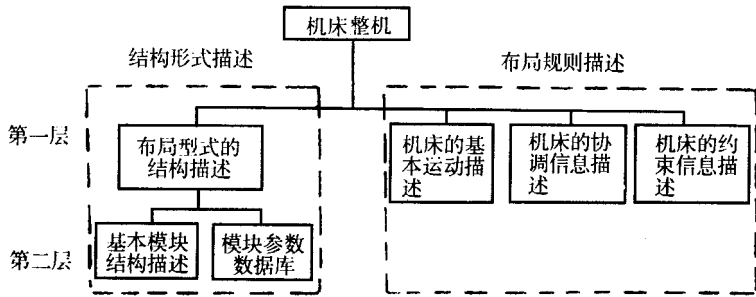 机床整机
结构形式描述
布局规则描述
第一层
布局型式的
结构描述
机床的基
本运动描
述
机床的协
调信息描
述
机床的约
束信息描
述
第二层
基本模块
结构描述
模块参数
数据库